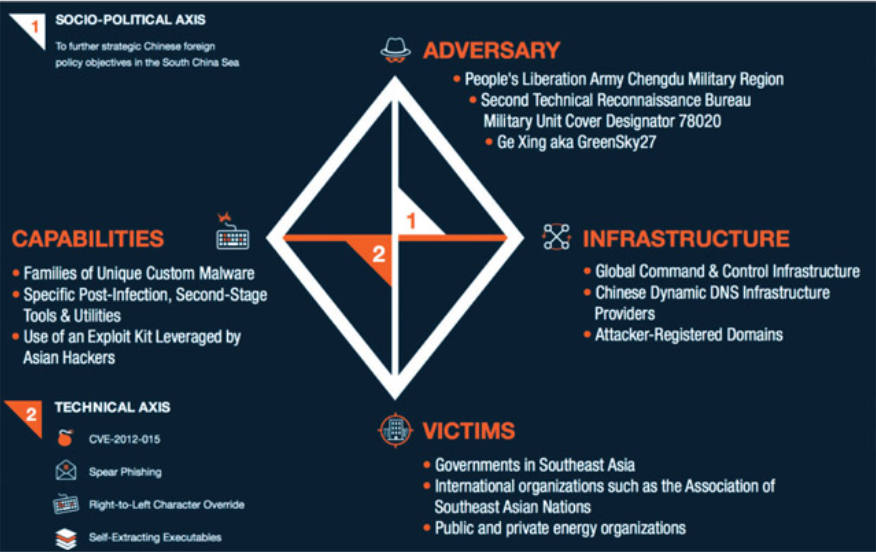 1
SOCIO-POLITICAL AXIS
To further strategic Chinese foreign
policy objectives in the South China Sea
ADVERSARY
• People's Liberation Army Chengdu Military Region
• Second Technical Reconnaissance Bureau
Military Unit Cover Designator 78020
• Ge Xing aka GreenSky27
1
2
CAPABILITIES
• Families of Unique Custom Malware
• Specific Post-Infection, Second-Stage
Tools & Utilities
• Use of an Exploit Kit Leveraged by
Asian Hackers
INFRASTRUCTURE
• Global Command & Control Infrastructure
• Chinese Dynamic DNS Infrastructure
Providers
• Attacker-Registered Domains
2
TECHNICAL AXIS
CVE-2012-015
Spear Phishing
Right-to-Left Character Override
Self-Extracting Executables
VICTIMS
• Governments in Southeast Asia
• International organizations such as the Association of
Southeast Asian Nations
• Public and private energy organizations